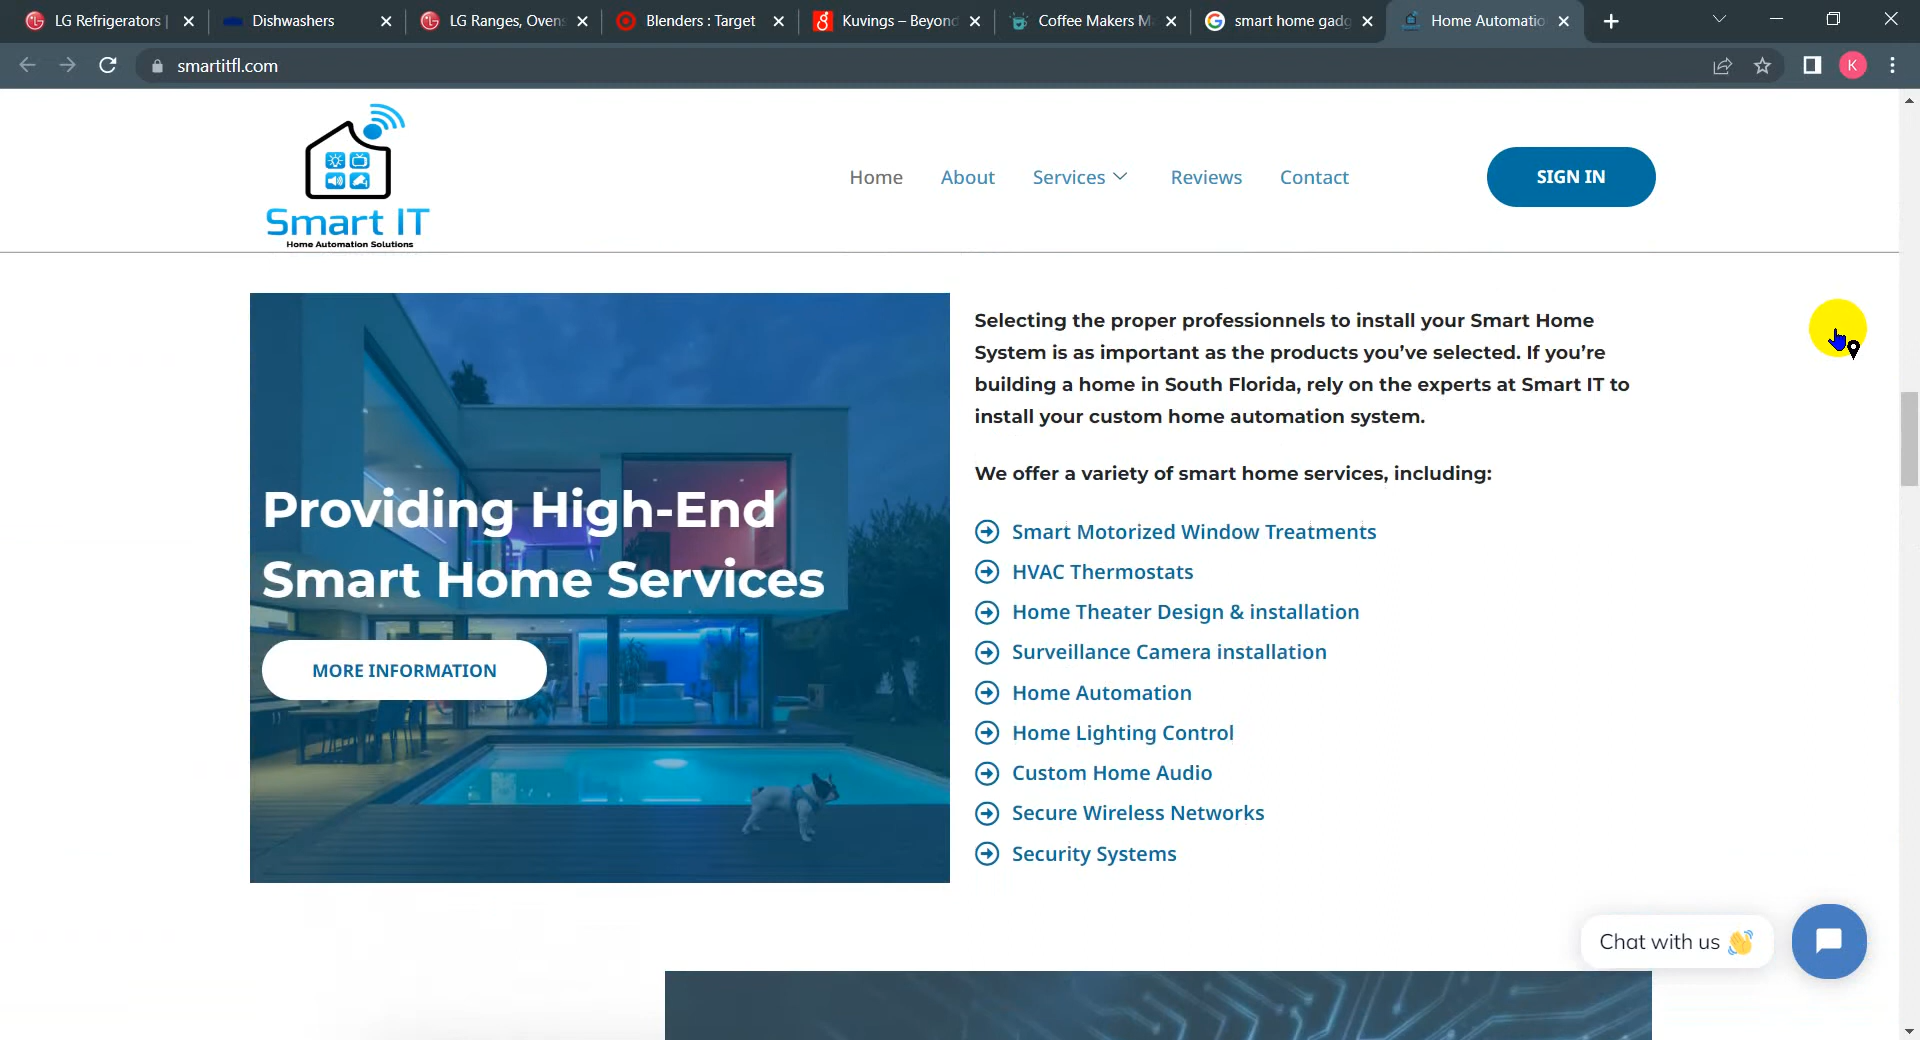 LG Refrigerators |
Dishwashers
LG Ranges, Ovens
Blenders : Target
Kuvings – Beyond
Coffee Makers M
smart home gadg
Home Automatio
smartitfl.com
K
Smart IT
Home Automation Solutions
Home
About
Services
Reviews
Contact
SIGN IN
Providing High-End
Smart Home Services
MORE INFORMATION
Selecting the proper professionnels to install your Smart Home
System is as important as the products you’ve selected. If you’re
building a home in South Florida, rely on the experts at Smart IT to
install your custom home automation system.
We offer a variety of smart home services, including:
Smart Motorized Window Treatments
HVAC Thermostats
Home Theater Design & installation
Surveillance Camera installation
Home Automation
Home Lighting Control
Custom Home Audio
Secure Wireless Networks
Security Systems
Chat with us 👋